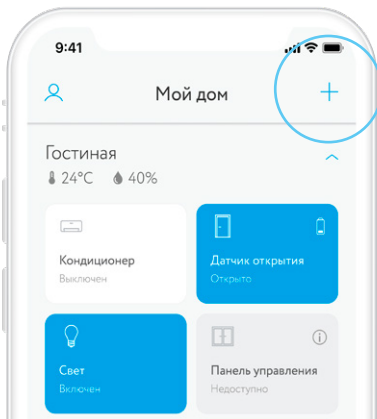 9:41
Мой дом
Гостиная
24°C 40%
Кондиционер
Выключен
Датчик открытия
Открыто
Свет
Включен
Панель управления
Недоступно